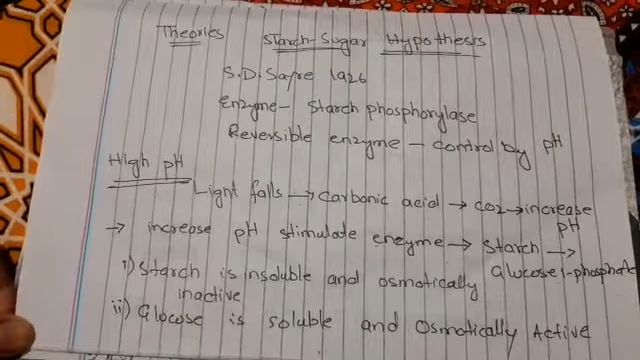 Theories Starch-Sugar Hypothesis
S.D. Sapre 1926
Enzyme- Starch phosphorylase
Reversible enzyme - control by pH
High pH
Light falls → carbonic acid → CO2 → increase pH
→ increase pH stimulate enzyme → starch → Glucose 1-phosphate
i) Starch is insoluble and osmotically inactive
ii) Glucose is soluble and osmotically Active